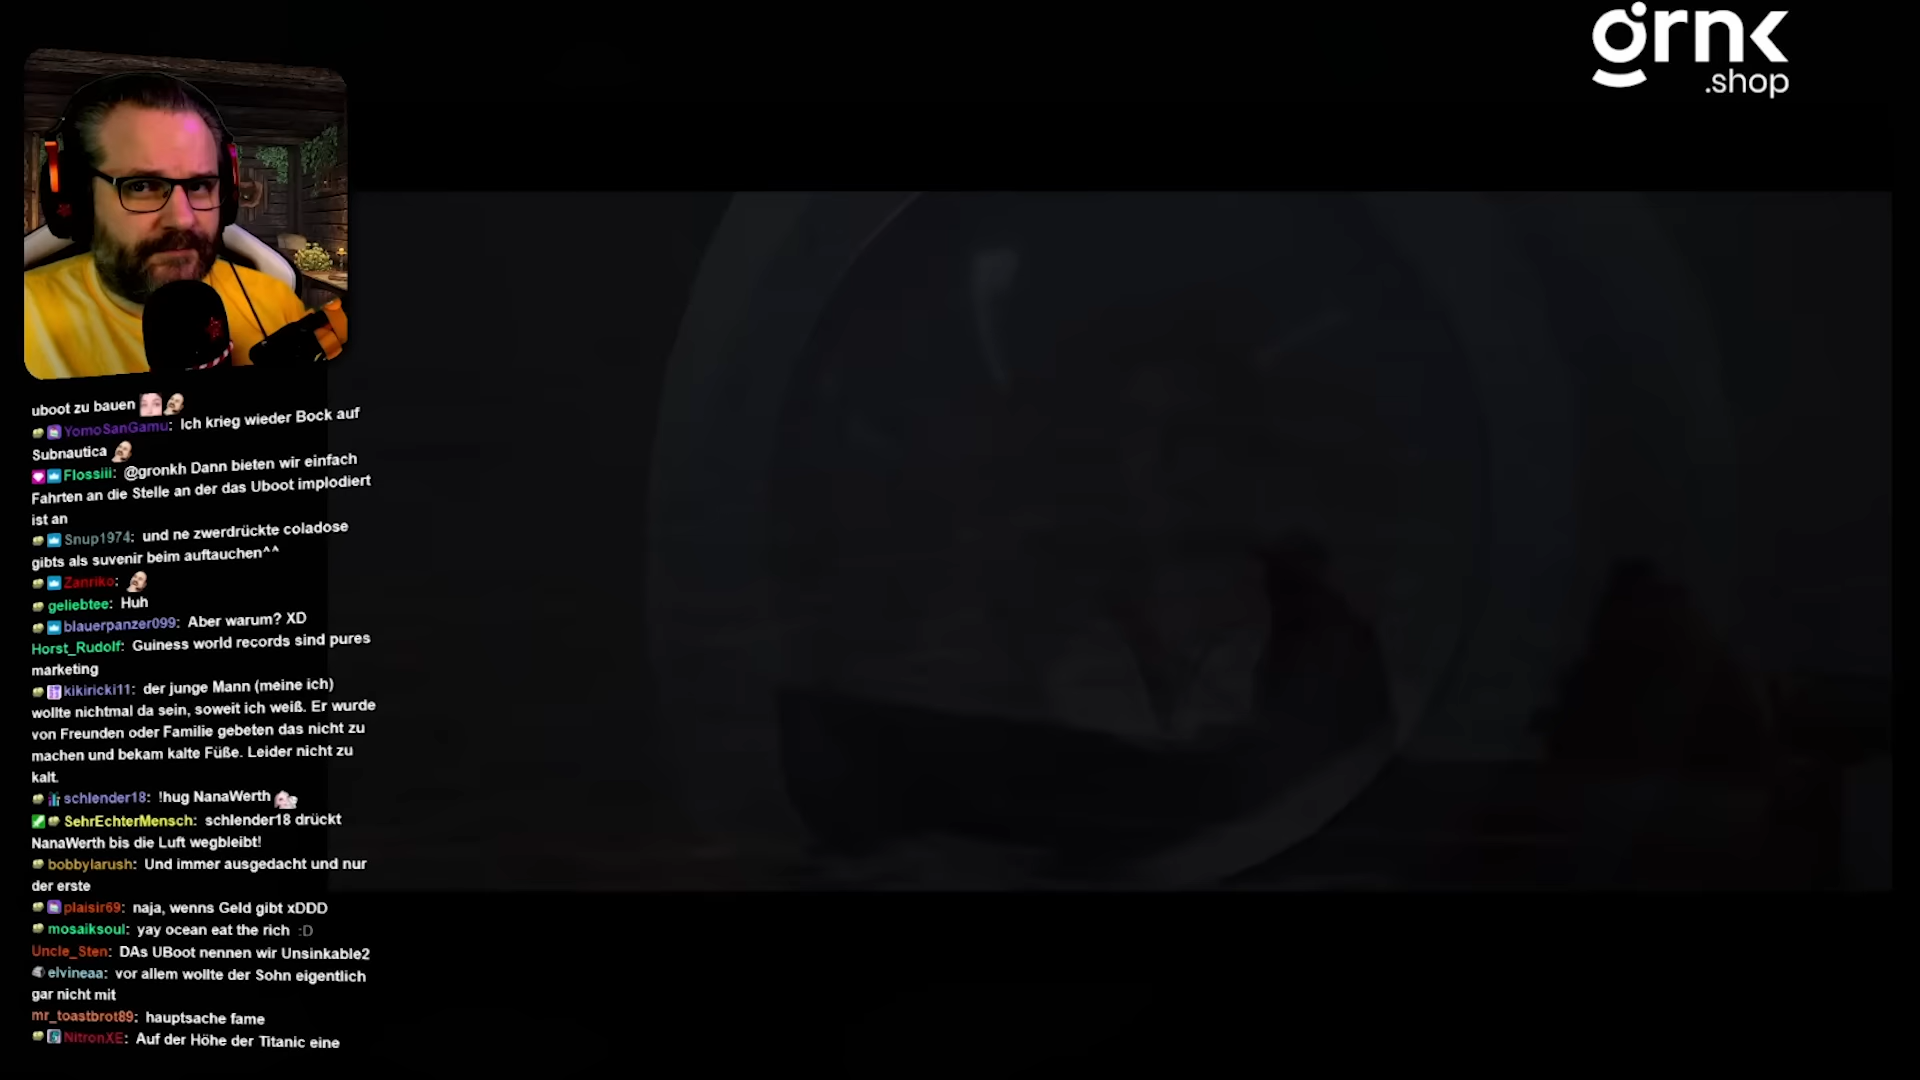 grnk
.shop
uboot zu bauen
YomoSanGamu: Ich krieg wieder Bock auf
Subnautica
Flossiii: @gronkh Dann bieten wir einfach
Fahrten an die Stelle an der das Uboot implodiert
ist an
Snup1974: und ne zwerdrückte coladose
gibts als suvenir beim auftauchen^^
Zanriko:
geliebtee: Huh
blauerpanzer099: Aber warum? XD
Horst_Rudolf: Guiness world records sind pures
marketing
kikiricki11: der junge Mann (meine ich)
wollte nichtmal da sein, soweit ich weiß. Er wurde
von Freunden oder Familie gebeten das nicht zu
machen und bekam kalte Füße. Leider nicht zu
kalt.
schlender18: !hug NanaWerth
SehrEchterMensch: schlender18 drückt
NanaWerth bis die Luft wegbleibt!
bobbylarush: Und immer ausgedacht und nur
der erste
plaisir69: naja, wenns Geld gibt xDDD
mosaiksoul: yay ocean eat the rich :D
Uncle_Sten: DAs UBoot nennen wir Unsinkable2
elvineaa: vor allem wollte der Sohn eigentlich
gar nicht mit
mr_toastbrot89: hauptsache fame
NitronXE: Auf der Höhe der Titanic eine